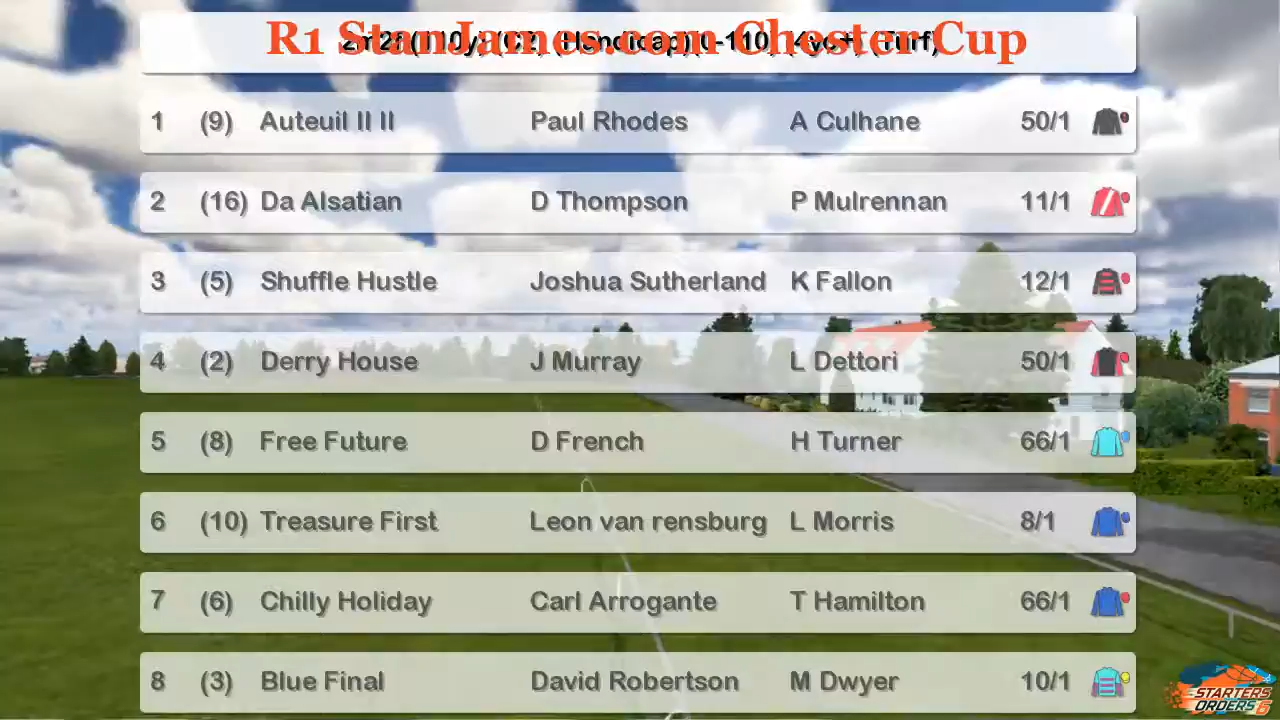 R1 StanJames.com Chester Cup
(Handicap) (Turf)
1 (9) Auteuil II II Paul Rhodes A Culhane 50/1
2 (16) Da Alsatian D Thompson P Mulrennan 11/1
3 (5) Shuffle Hustle Joshua Sutherland K Fallon 12/1
4 (2) Derry House J Murray L Dettori 50/1
5 (8) Free Future D French H Turner 66/1
6 (10) Treasure First Leon van rensburg L Morris 8/1
7 (6) Chilly Holiday Carl Arrogante T Hamilton 66/1
8 (3) Blue Final David Robertson M Dwyer 10/1
STARTERS
ORDERS 6